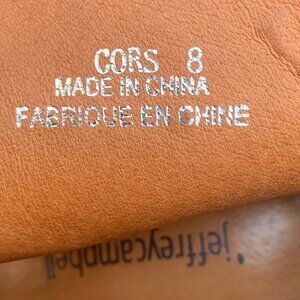 CORS 8
MADE IN CHINA
FABRIQUE EN CHINE
jeffreycampbell